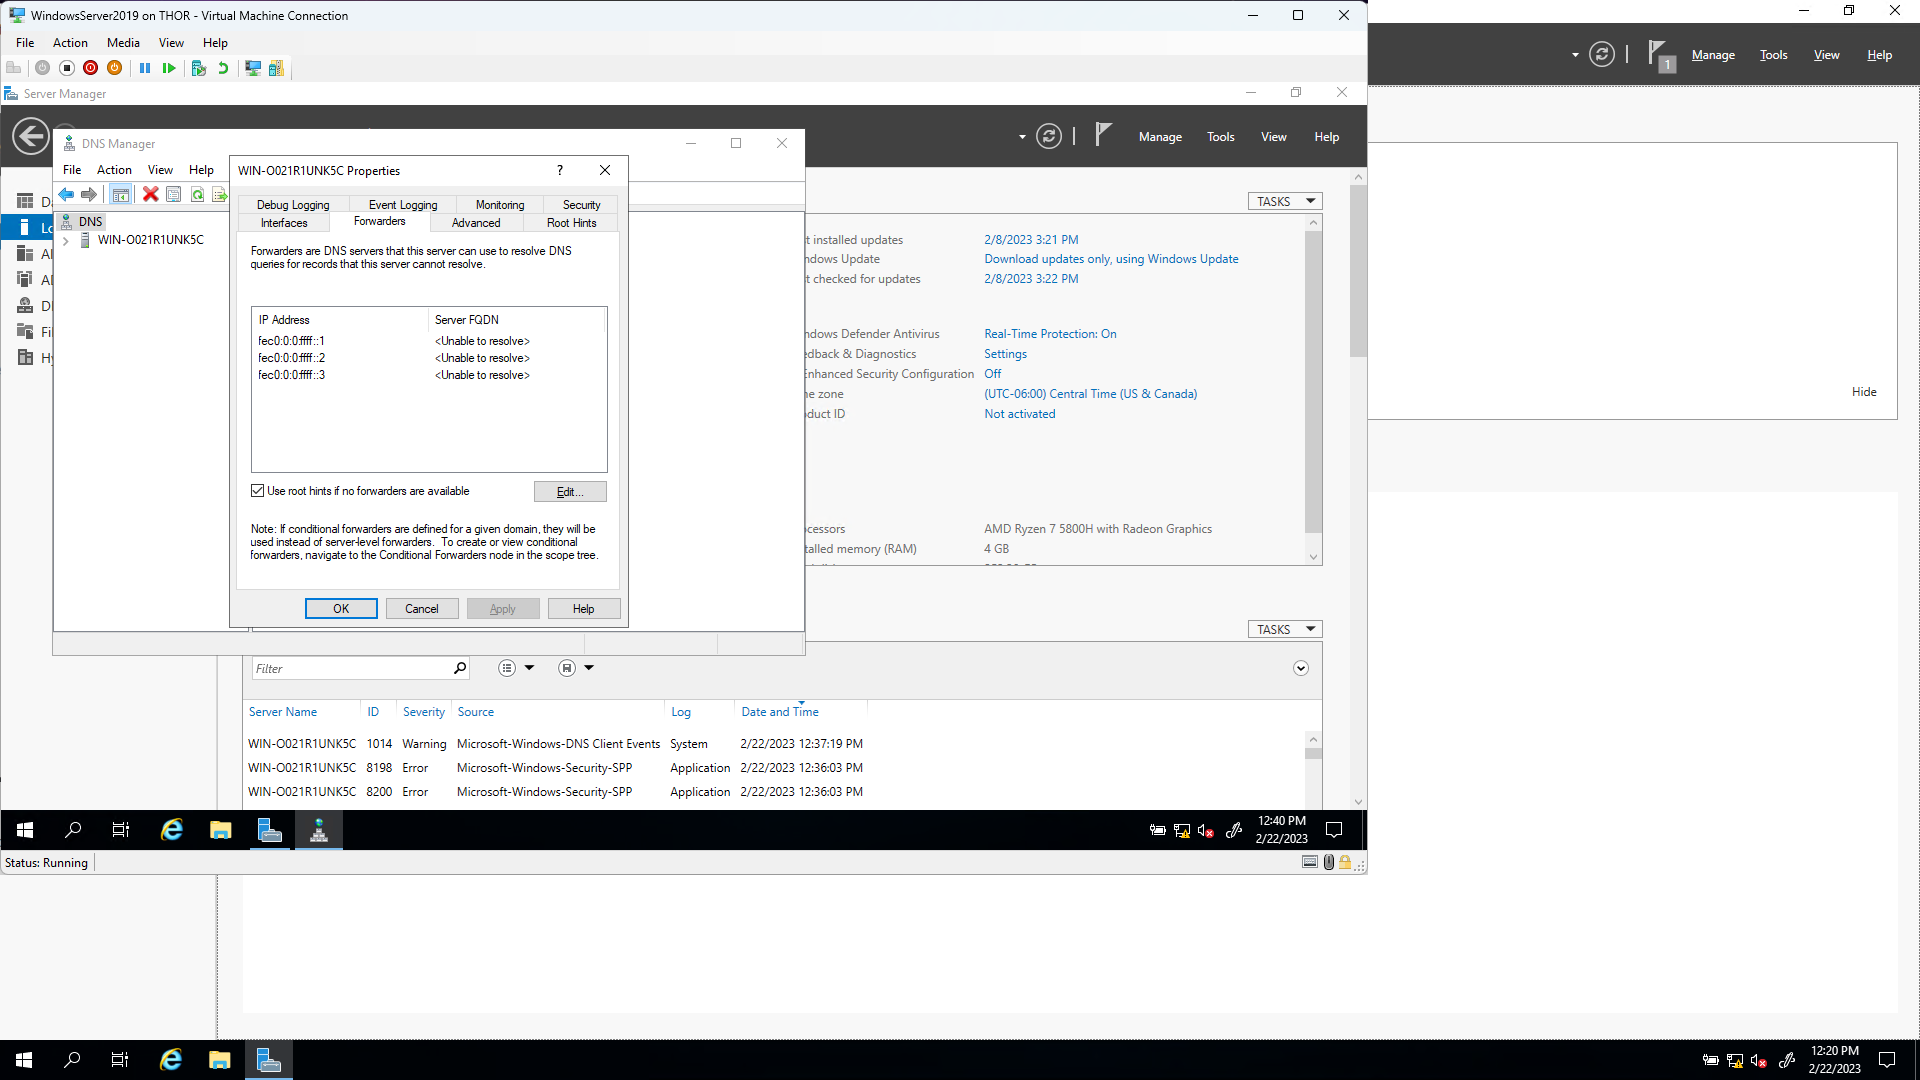 WindowsServer2019 on THOR - Virtual Machine Connection
File Action Media View Help
Manage Tools View Help
1
Server Manager
Manage Tools View Help
DNS Manager
File Action View Help
WIN-O021R1UNK5C Properties
?
Debug Logging Event Logging Monitoring Security
Interfaces Forwarders Advanced Root Hints
DNS
WIN-O021R1UNK5C
Forwarders are DNS servers that this server can use to resolve DNS
queries for records that this server cannot resolve.
IP Address Server FQDN
fec0:0:0:ffff::1 <Unable to resolve>
fec0:0:0:ffff::2 <Unable to resolve>
fec0:0:0:ffff::3 <Unable to resolve>
Use root hints if no forwarders are available
Edit...
Note: If conditional forwarders are defined for a given domain, they will be
used instead of server-level forwarders. To create or view conditional
forwarders, navigate to the Conditional Forwarders node in the scope tree.
OK Cancel Apply Help
TASKS
t installed updates 2/8/2023 3:21 PM
ndows Update Download updates only, using Windows Update
t checked for updates 2/8/2023 3:22 PM
ndows Defender Antivirus Real-Time Protection: On
edback & Diagnostics Settings
Enhanced Security Configuration Off
ne zone (UTC-06:00) Central Time (US & Canada)
duct ID Not activated
Hide
cessors AMD Ryzen 7 5800H with Radeon Graphics
talled memory (RAM) 4 GB
TASKS
Filter
Server Name ID Severity Source Log Date and Time
WIN-O021R1UNK5C 1014 Warning Microsoft-Windows-DNS Client Events System 2/22/2023 12:37:19 PM
WIN-O021R1UNK5C 8198 Error Microsoft-Windows-Security-SPP Application 2/22/2023 12:36:03 PM
WIN-O021R1UNK5C 8200 Error Microsoft-Windows-Security-SPP Application 2/22/2023 12:36:03 PM
12:40 PM
2/22/2023
Status: Running
12:20 PM
2/22/2023